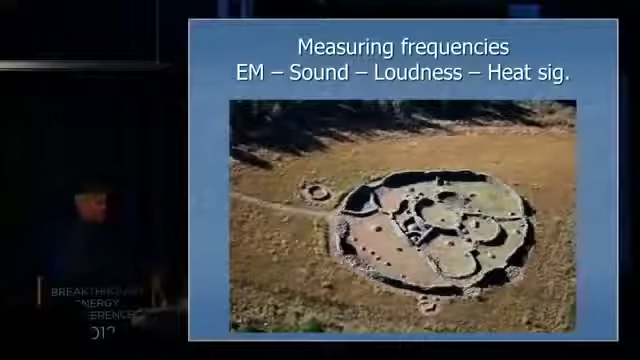 Measuring frequencies
EM – Sound – Loudness – Heat sig.
BREAKTHROUGH
ENERGY